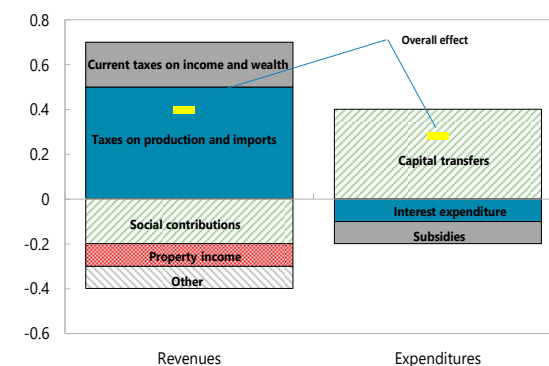 0.8
0.6
0.4
0.2
0
-0.2
-0.4
-0.6
Overall effect
Current taxes on income and wealth
Taxes on production and imports
Social contributions
Property income
Other
Capital transfers
Interest expenditure
Subsidies
Revenues
Expenditures